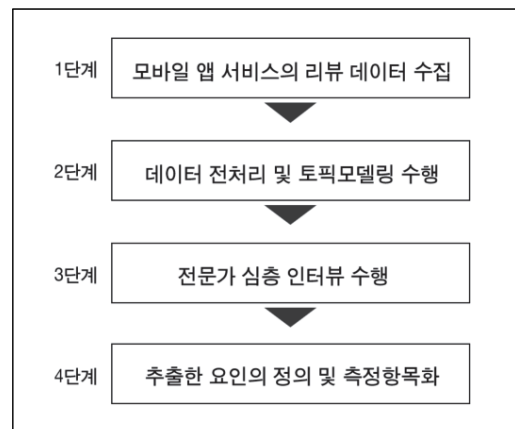 1단계 모바일 앱 서비스의 리뷰 데이터 수집
2단계 데이터 전처리 및 토픽모델링 수행
3단계 전문가 심층 인터뷰 수행
4단계 추출한 요인의 정의 및 측정항목화